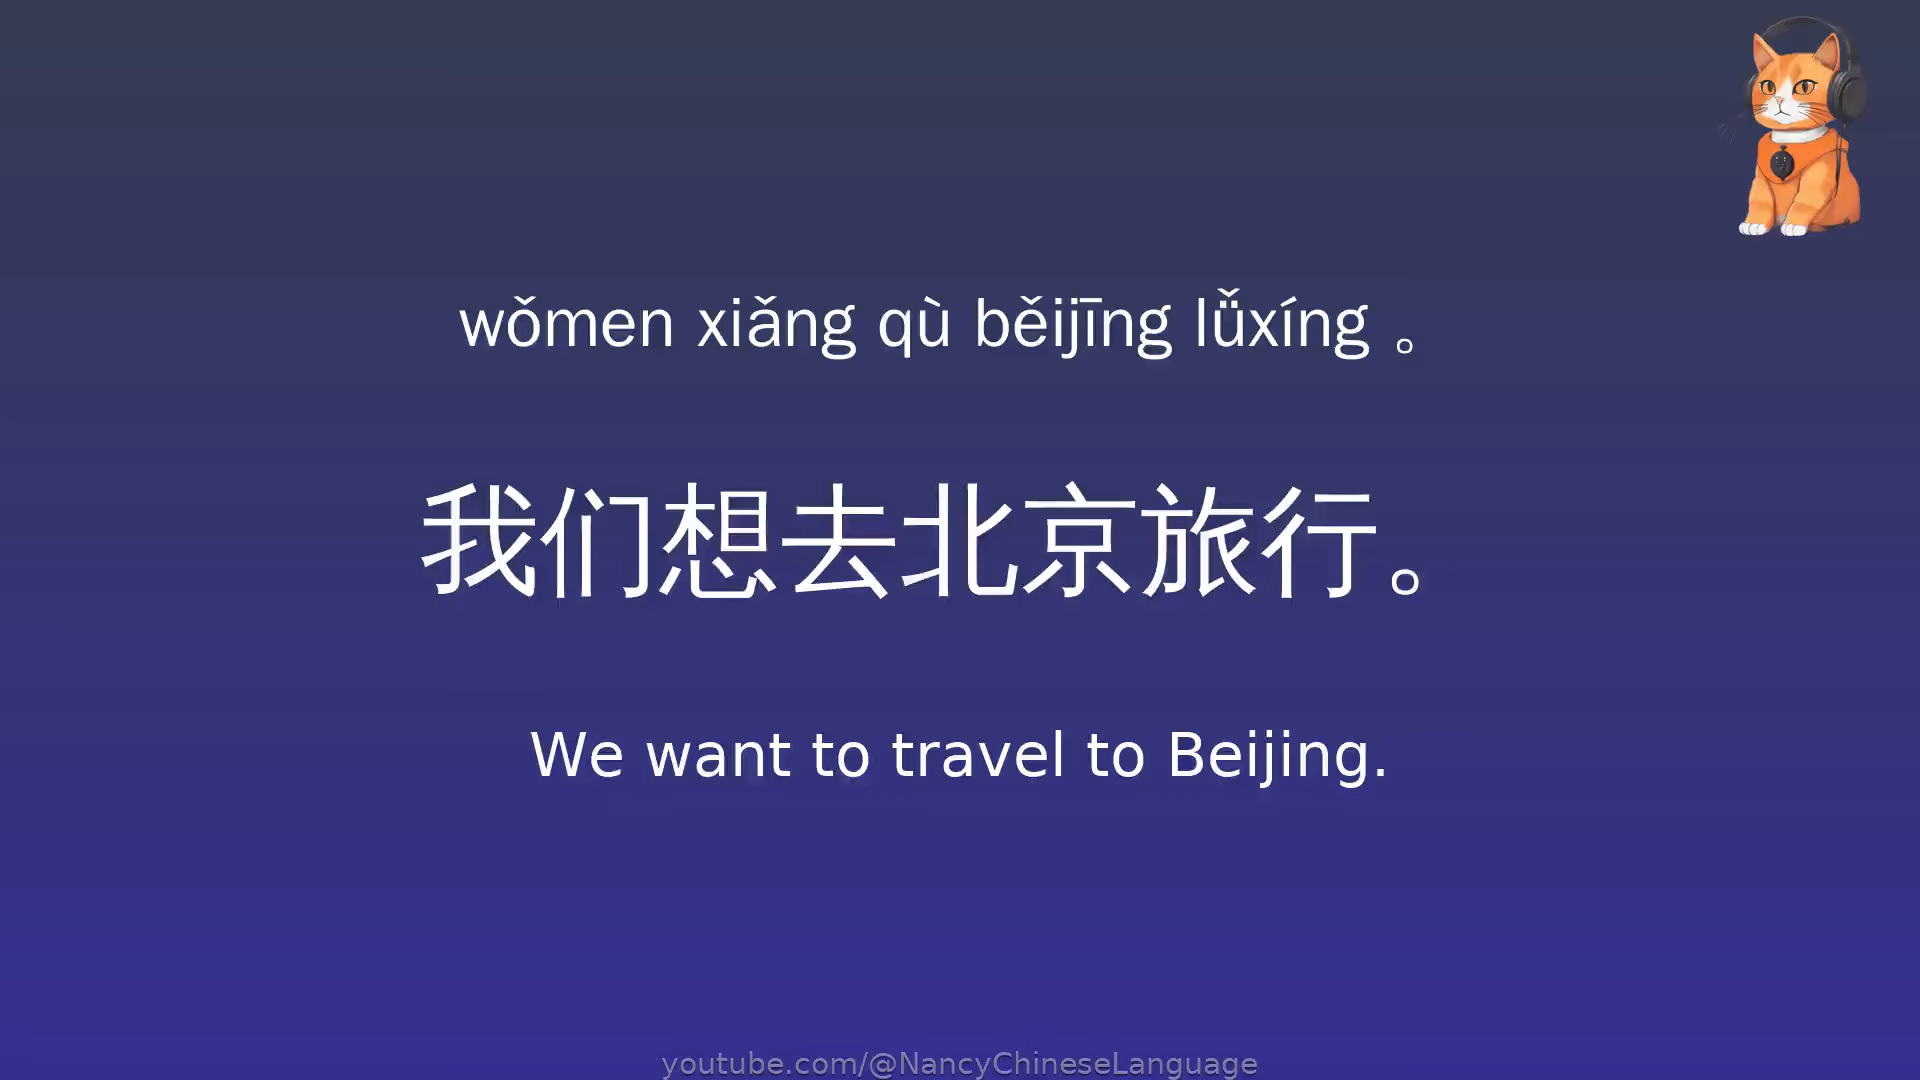 wǒmen xiǎng qù běijīng lǚxíng 。
我们想去北京旅行。
We want to travel to Beijing.
youtube.com/@NancyChineseLanguage